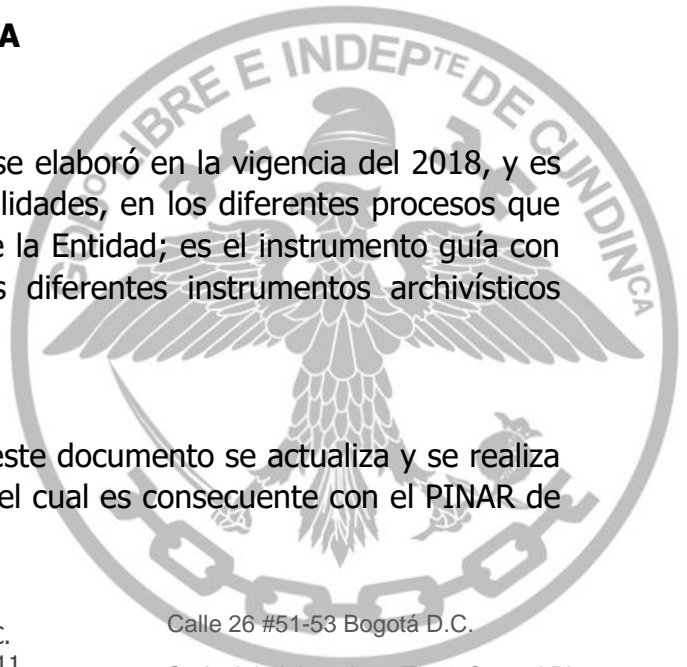 A
GOBNO LIBRE E INDEPTE DE CUNDINCA
se elaboró en la vigencia del 2018, y es
lidades, en los diferentes procesos que
e la Entidad; es el instrumento guía con
s diferentes instrumentos archivísticos
este documento se actualiza y se realiza
el cual es consecuente con el PINAR de
C.
Calle 26 #51-53 Bogotá D.C.